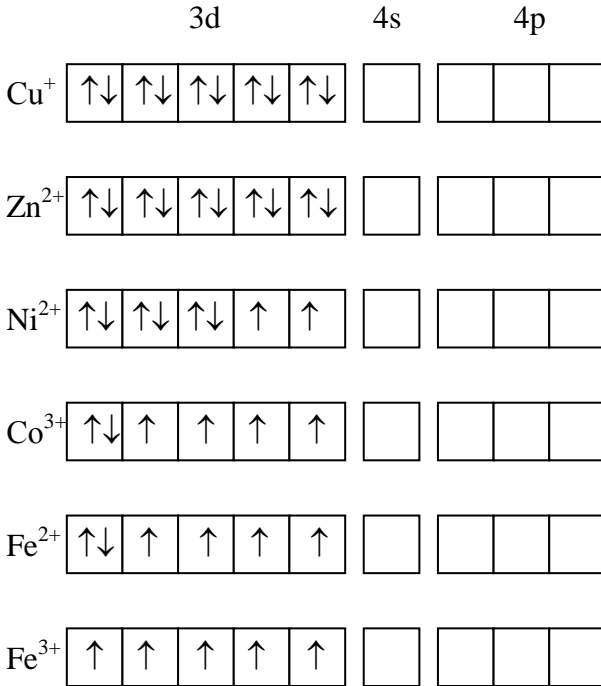 3d 4s 4p
Cu⁺ ↑↓ ↑↓ ↑↓ ↑↓ ↑↓
Zn²⁺ ↑↓ ↑↓ ↑↓ ↑↓ ↑↓
Ni²⁺ ↑↓ ↑↓ ↑↓ ↑ ↑
Co³⁺ ↑↓ ↑ ↑ ↑ ↑
Fe²⁺ ↑↓ ↑ ↑ ↑ ↑
Fe³⁺ ↑ ↑ ↑ ↑ ↑